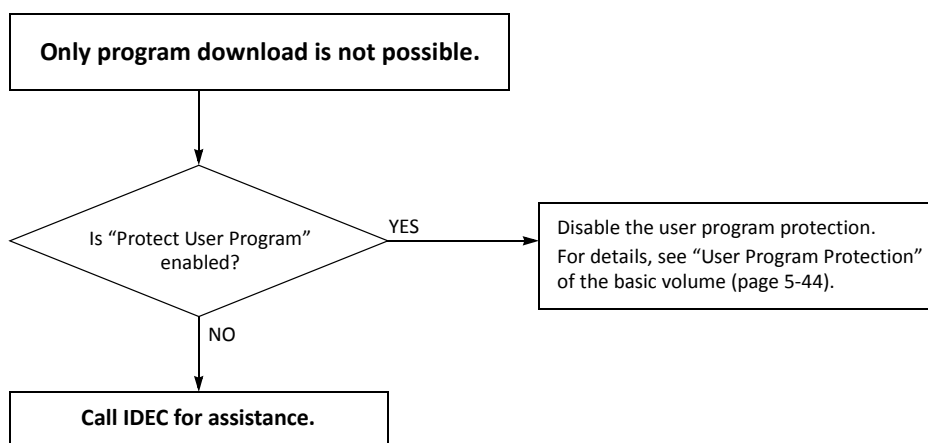 Only program download is not possible.
Is “Protect User Program”
enabled?
YES
Disable the user program protection.
For details, see “User Program Protection”
of the basic volume (page 5-44).
NO
Call IDEC for assistance.